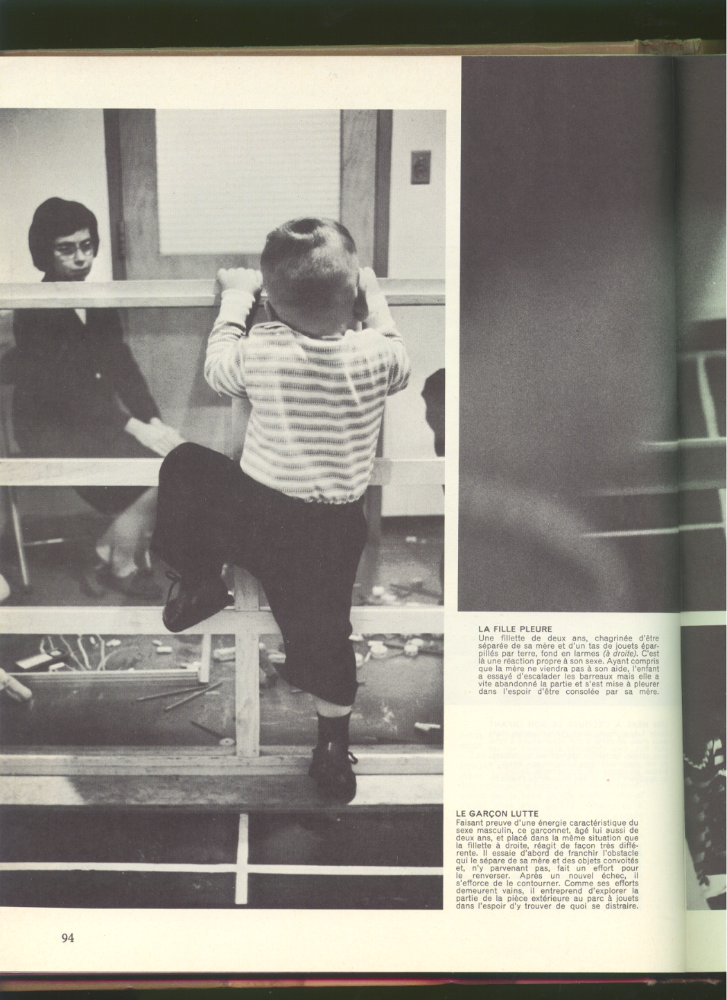 LA FILLE PLEURE
Une fillette de deux ans, chagrinée d'être
séparée de sa mère et d'un tas de jouets épar-
pillés par terre, fond en larmes (à droite). C'est
là une réaction propre à son sexe. Ayant compris
que la mère ne viendra pas à son aide, l'enfant
a essayé d'escalader les barreaux mais elle a
vite abandonné la partie et s'est mise à pleurer
dans l'espoir d'être consolée par sa mère.
LE GARÇON LUTTE
Faisant preuve d'une énergie caractéristique du
sexe masculin, ce garçonnet, âgé lui aussi de
deux ans, et placé dans la même situation que
la fillette à droite, réagit de façon très diffé-
rente. Il essaie d'abord de franchir l'obstacle
qui le sépare de sa mère et des objets convoités
et, n'y parvenant pas, fait un effort pour
le renverser. Après un nouvel échec, il
s'efforce de le contourner. Comme ses efforts
demeurent vains, il entreprend d'explorer la
partie de la pièce extérieure au parc à jouets
dans l'espoir d'y trouver de quoi se distraire.
94